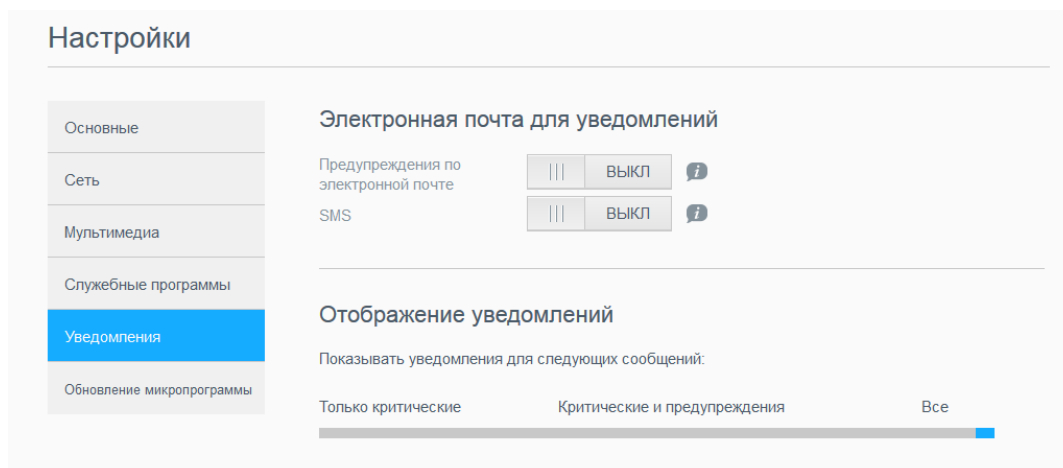 Настройки
Основные
Сеть
Мультимедиа
Служебные программы
Уведомления
Обновление микропрограммы
Электронная почта для уведомлений
Предупреждения по
электронной почте
ВЫКЛ
SMS
ВЫКЛ
Отображение уведомлений
Показывать уведомления для следующих сообщений:
Только критические Критические и предупреждения Все